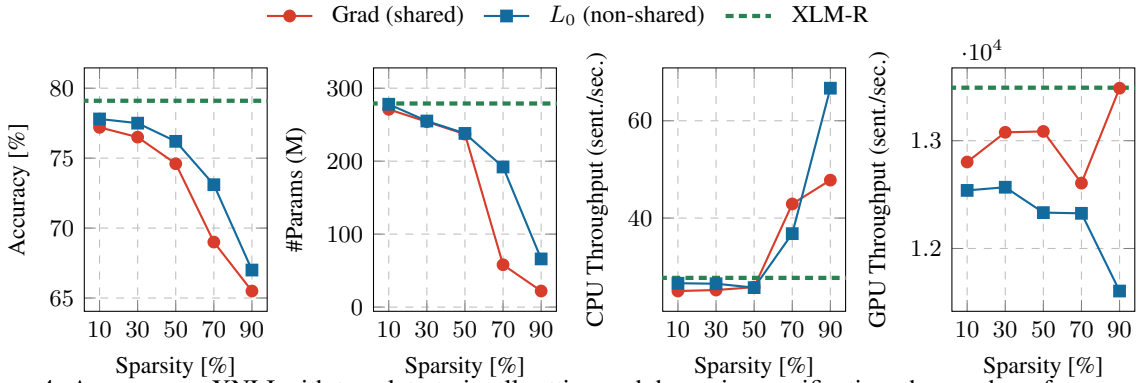 Grad (shared) L₀ (non-shared) XLM-R
Accuracy [%]
80
75
70
65
10 30 50 70 90
Sparsity [%]
#Params (M)
300
200
100
0
10 30 50 70 90
Sparsity [%]
CPU Throughput (sent./sec.)
60
40
10 30 50 70 90
Sparsity [%]
GPU Throughput (sent./sec.)
·10⁴
1.3
1.2
10 30 50 70 90
Sparsity [%]